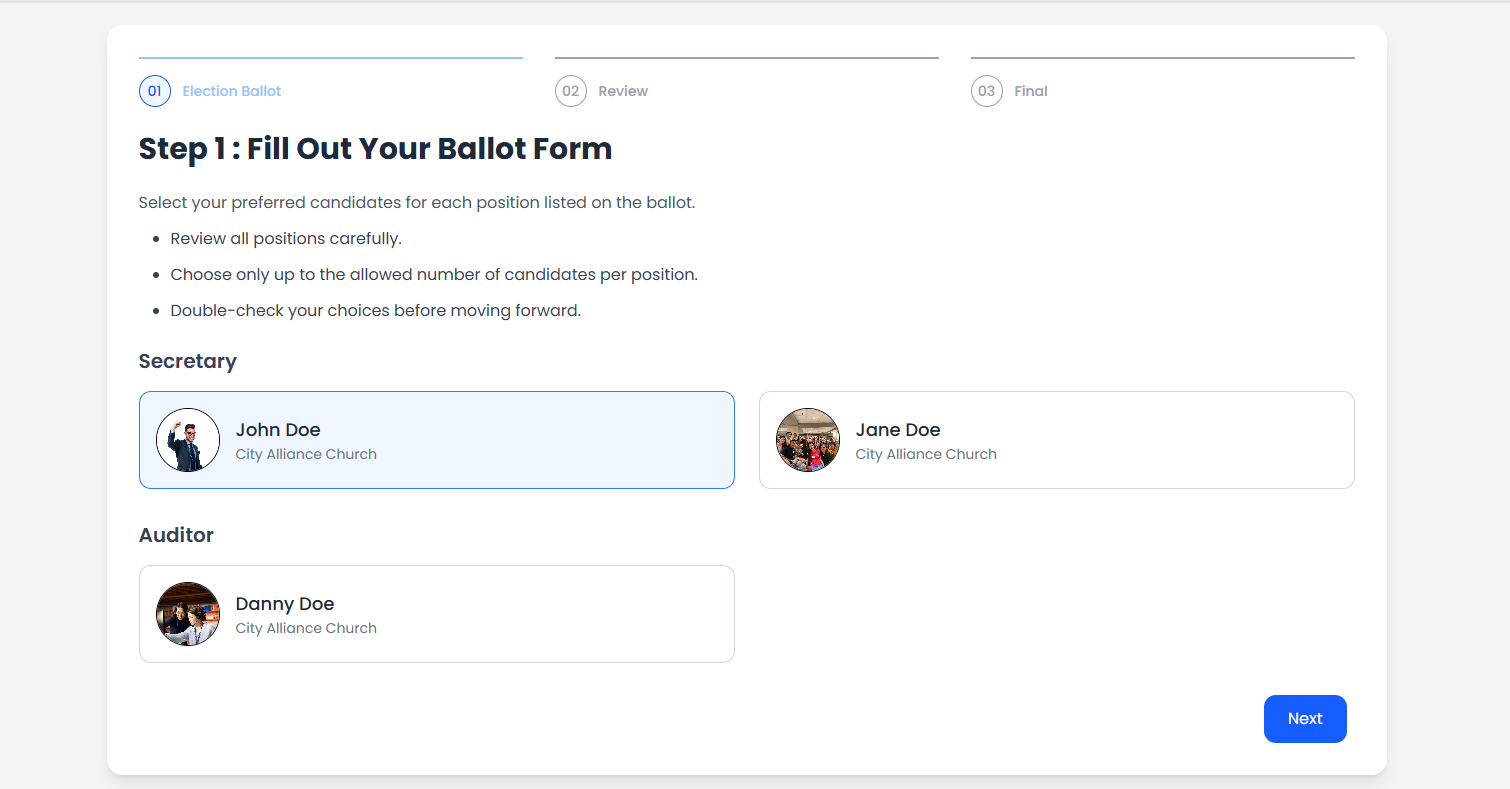 01 Election Ballot
02 Review
03 Final
Step 1 : Fill Out Your Ballot Form
Select your preferred candidates for each position listed on the ballot.
Review all positions carefully.
Choose only up to the allowed number of candidates per position.
Double-check your choices before moving forward.
Secretary
John Doe
City Alliance Church
Jane Doe
City Alliance Church
Auditor
Danny Doe
City Alliance Church
Next